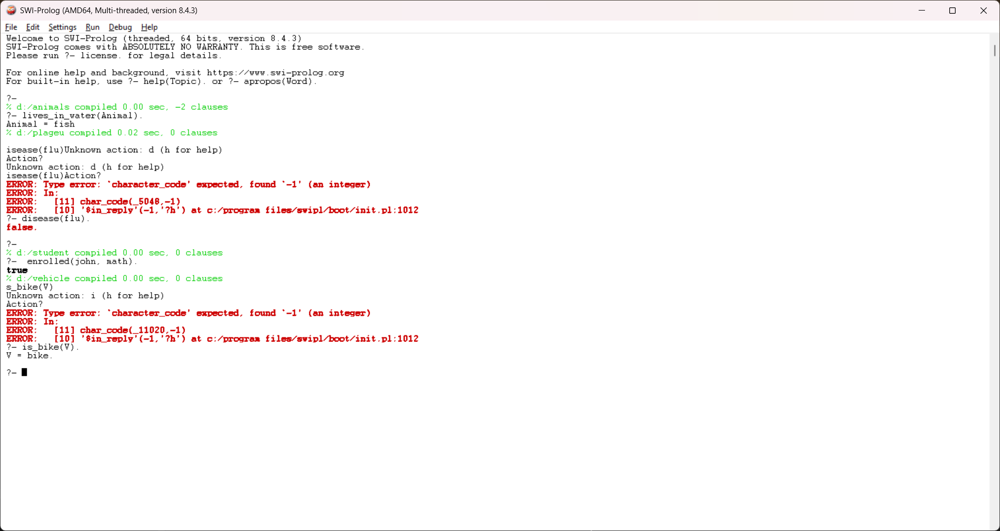 SWI-Prolog (AMD64, Multi-threaded, version 8.4.3)
File Edit Settings Run Debug Help
Welcome to SWI-Prolog (threaded, 64 bits, version 8.4.3)
SWI-Prolog comes with ABSOLUTELY NO WARRANTY. This is free software.
Please run ?- license. for legal details.
For online help and background, visit https://www.swi-prolog.org
For built-in help, use ?- help(Topic). or ?- apropos(Word).
?-
% d:/animals compiled 0.00 sec, -2 clauses
?- lives_in_water(Animal).
Animal = fish
% d:/plageu compiled 0.02 sec, 0 clauses
isease(flu)Unknown action: d (h for help)
Action?
Unknown action: d (h for help)
isease(flu)Action?
ERROR: Type error: `character_code' expected, found `-1' (an integer)
ERROR: In:
ERROR:   [11] char_code(_5048,-1)
ERROR:   [10] '$in_reply'(-1,'?h') at c:/program files/swipl/boot/init.pl:1012
?- disease(flu).
false.
?-
% d:/student compiled 0.00 sec, 0 clauses
?-  enrolled(john, math).
true
% d:/vehicle compiled 0.00 sec, 0 clauses
s_bike(V)
Unknown action: i (h for help)
Action?
ERROR: Type error: `character_code' expected, found `-1' (an integer)
ERROR: In:
ERROR:   [11] char_code(_11020,-1)
ERROR:   [10] '$in_reply'(-1,'?h') at c:/program files/swipl/boot/init.pl:1012
?- is_bike(V).
V = bike.
?-